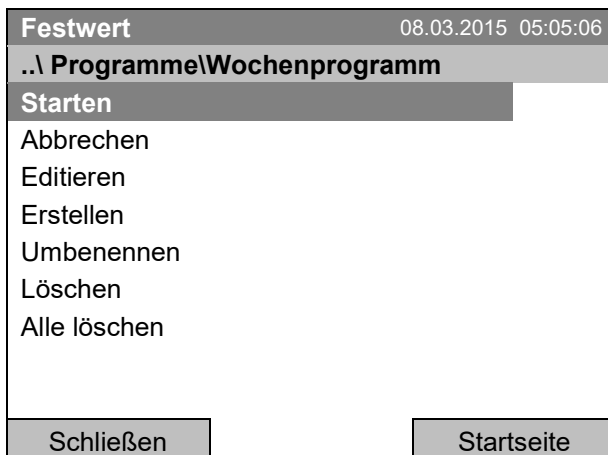 Festwert 08.03.2015 05:05:06
..\ Programme\Wochenprogramm
Starten
Abbrechen
Editieren
Erstellen
Umbenennen
Löschen
Alle löschen
Schließen Startseite